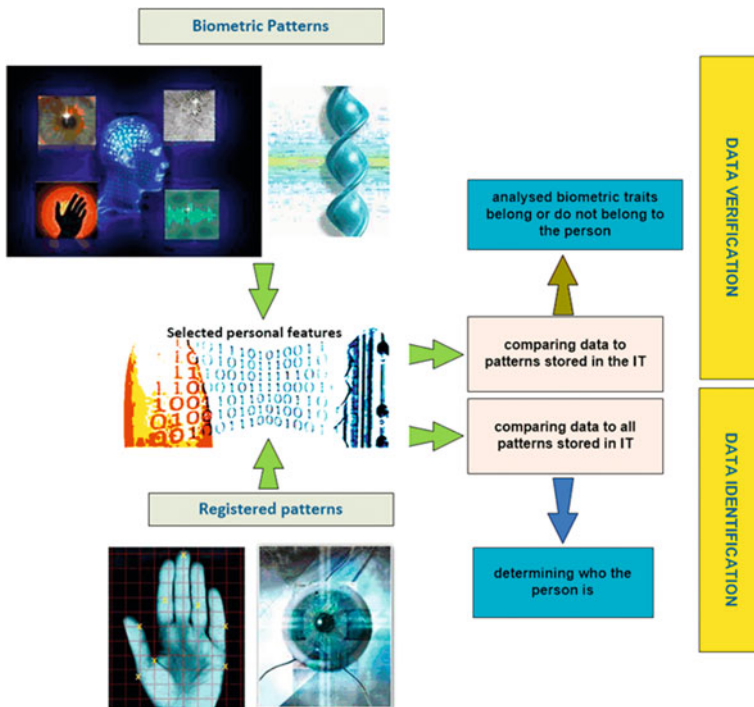 Biometric Patterns
analysed biometric traits
belong or do not belong to
the person
DATA VERIFICATION
Selected personal features
comparing data to
patterns stored in the IT
comparing data to all
patterns stored in IT
DATA IDENTIFICATION
Registered patterns
determining who the
person is